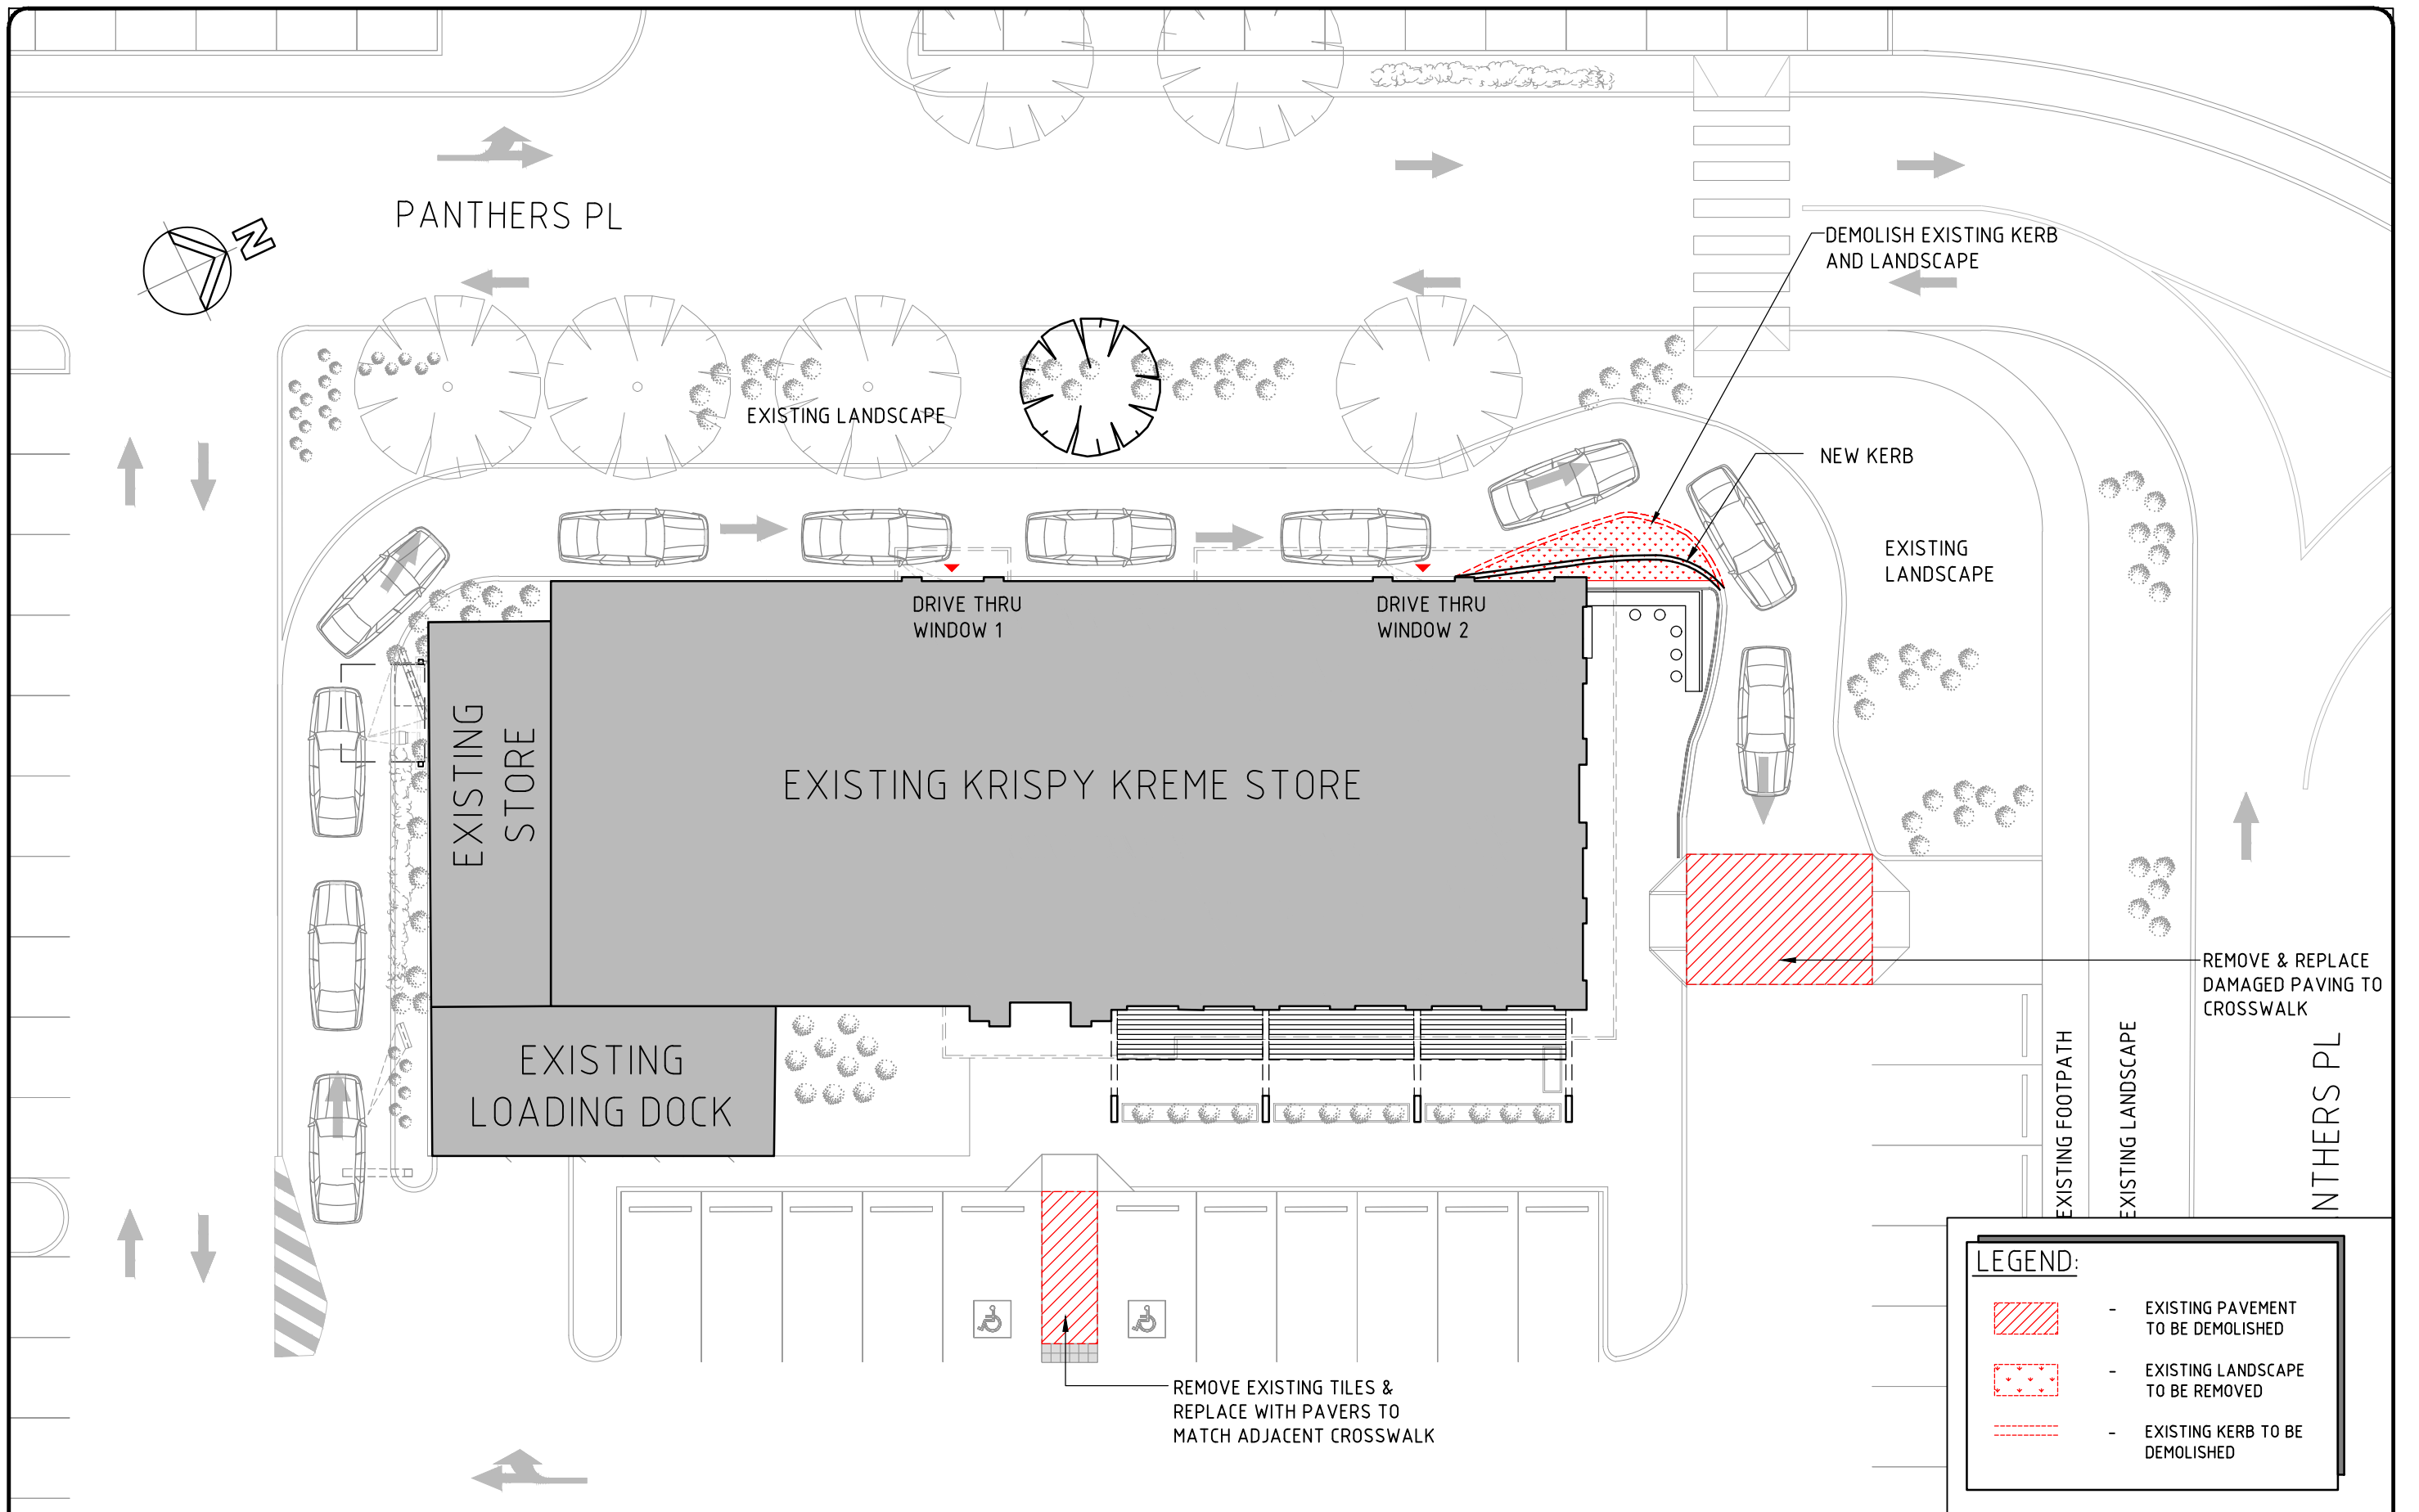 PANTHERS PL
N
DEMOLISH EXISTING KERB
AND LANDSCAPE
EXISTING LANDSCAPE
NEW KERB
EXISTING
LANDSCAPE
DRIVE THRU
WINDOW 1
DRIVE THRU
WINDOW 2
EXISTING
STORE
EXISTING KRISPY KREME STORE
REMOVE & REPLACE
DAMAGED PAVING TO
CROSSWALK
EXISTING
LOADING DOCK
EXISTING FOOTPATH
EXISTING LANDSCAPE
NTHERS PL
REMOVE EXISTING TILES &
REPLACE WITH PAVERS TO
MATCH ADJACENT CROSSWALK
LEGEND:
- EXISTING PAVEMENT
TO BE DEMOLISHED
- EXISTING LANDSCAPE
TO BE REMOVED
- EXISTING KERB TO BE
DEMOLISHED